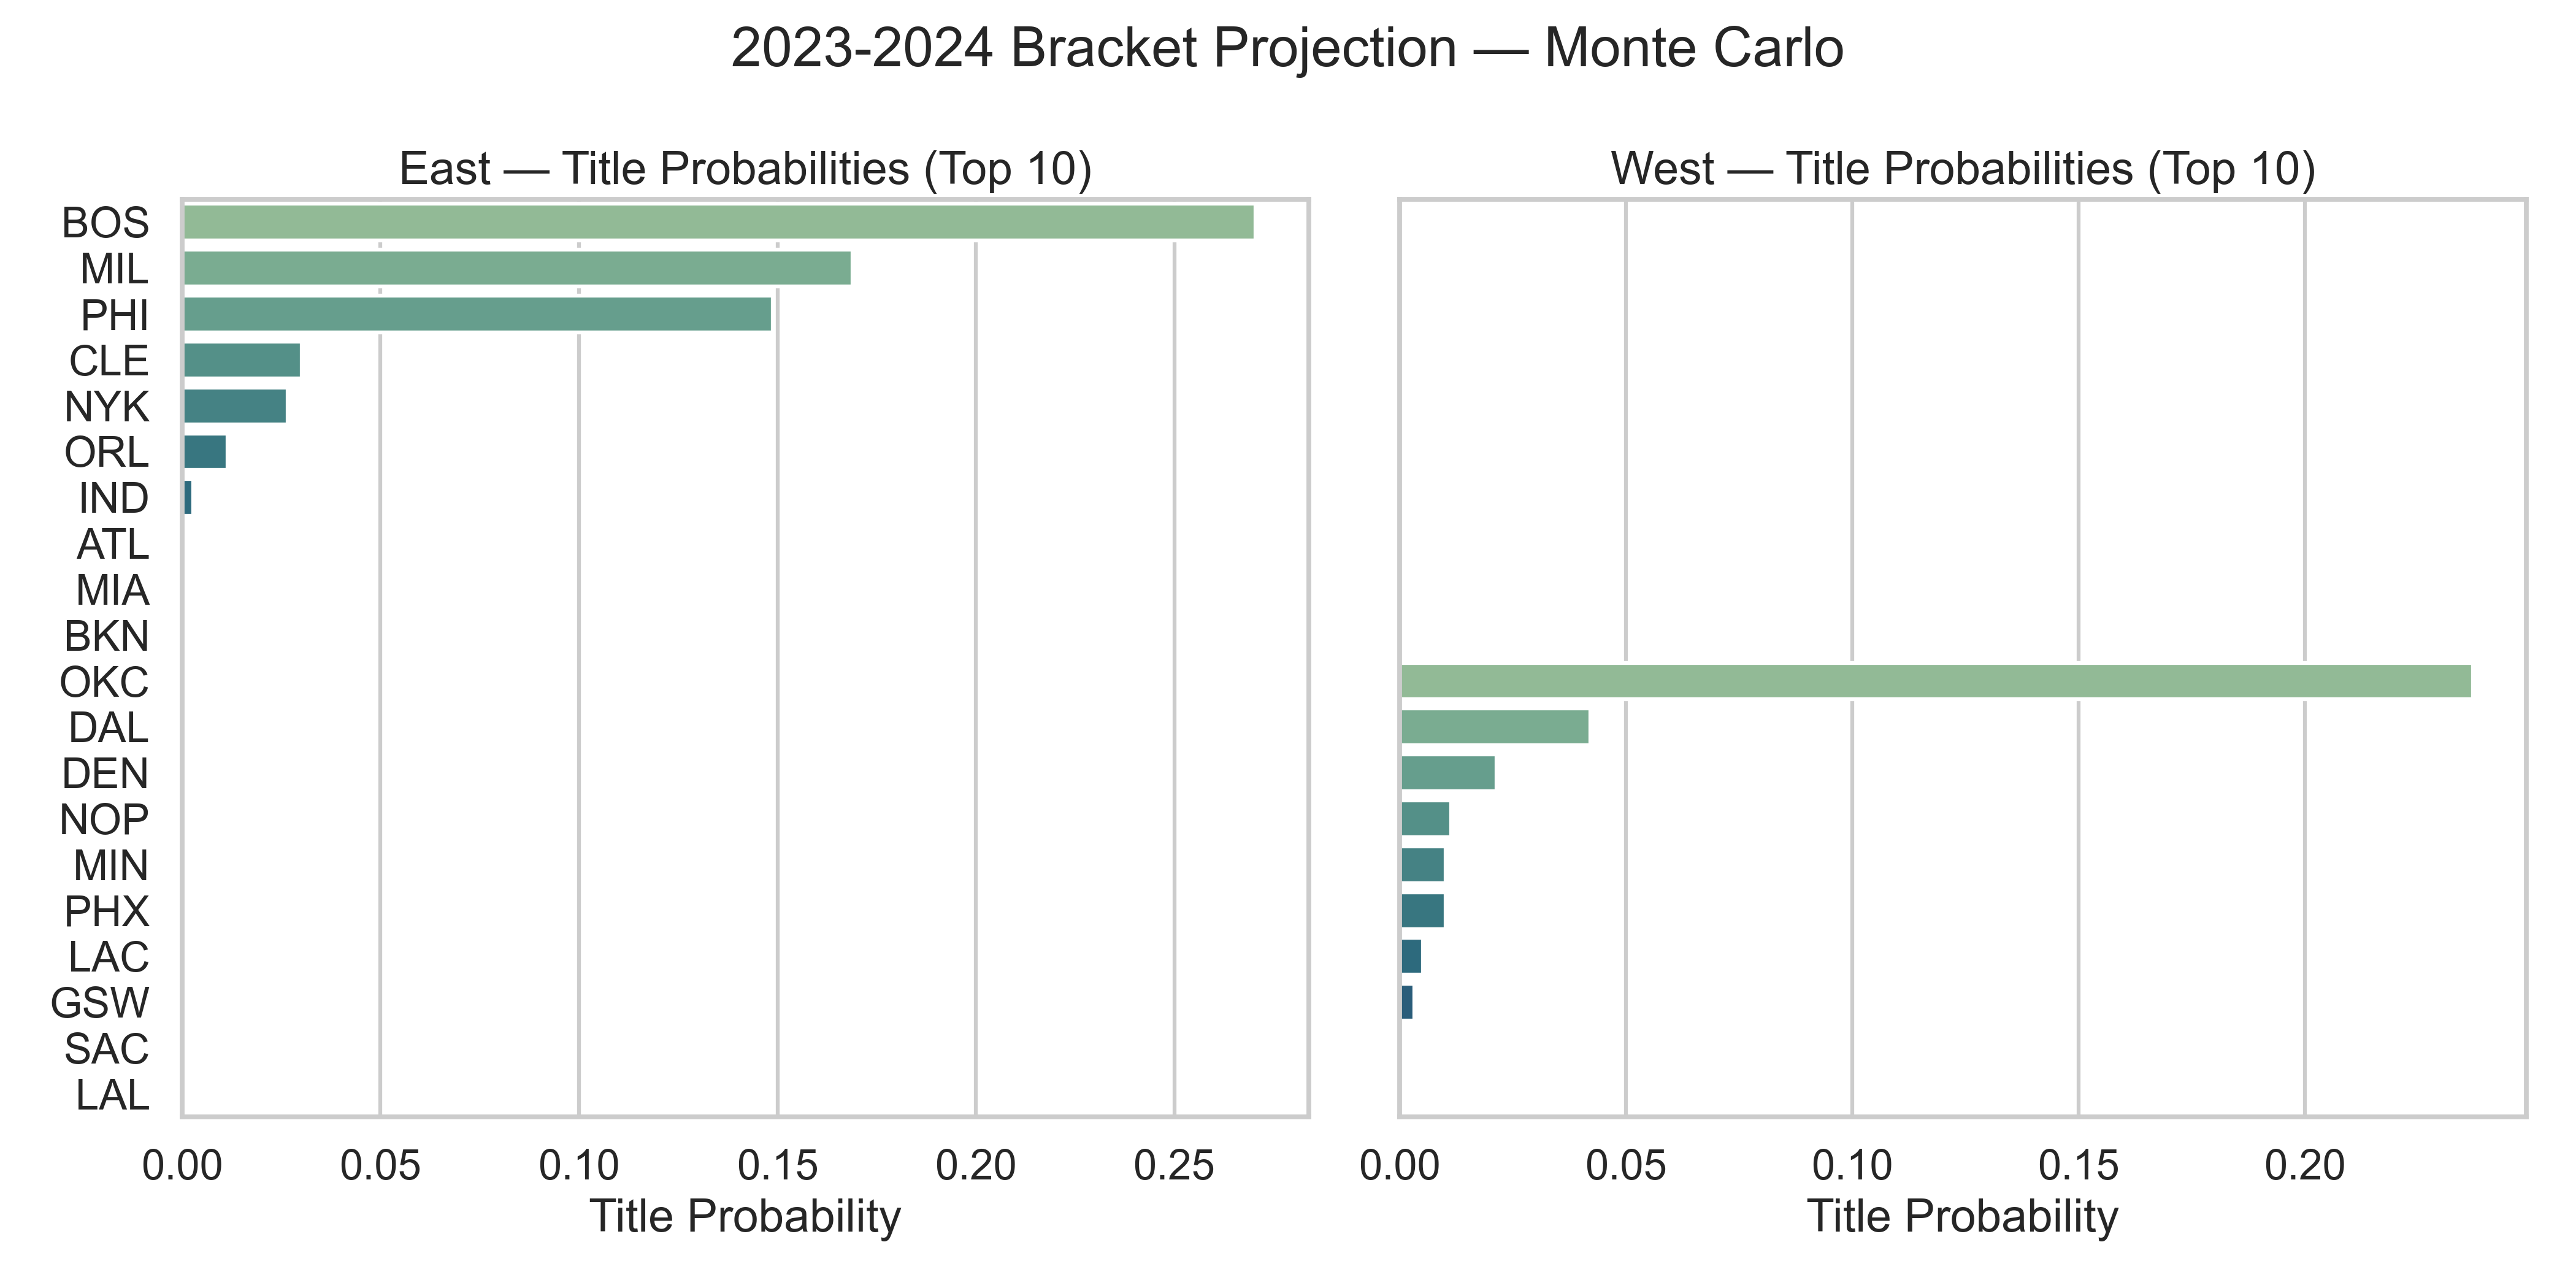 2023-2024 Bracket Projection — Monte Carlo
East — Title Probabilities (Top 10)
BOS
MIL
PHI
CLE
NYK
ORL
IND
ATL
MIA
BKN
OKC
DAL
DEN
NOP
MIN
PHX
LAC
GSW
SAC
LAL
0.00 0.05 0.10 0.15 0.20 0.25
Title Probability
West — Title Probabilities (Top 10)
0.00 0.05 0.10 0.15 0.20
Title Probability